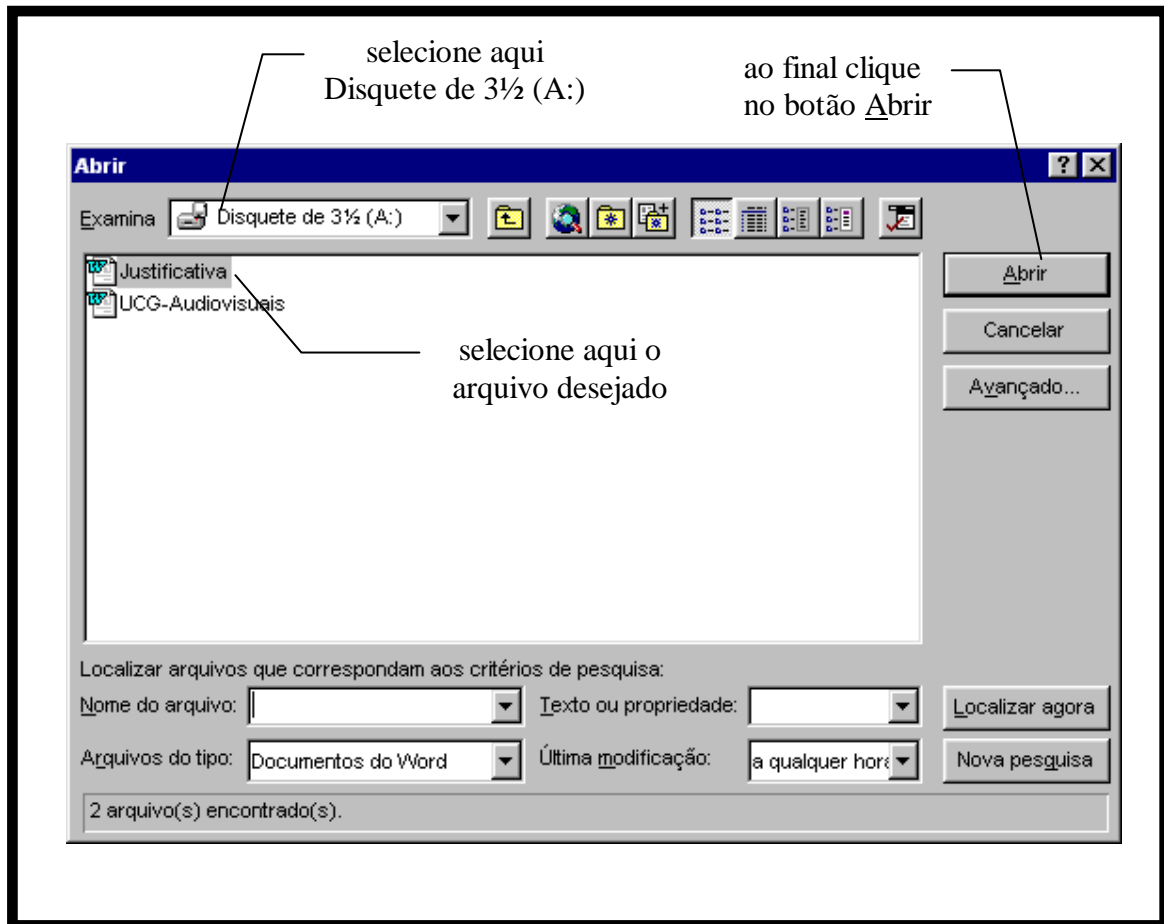 selecione aqui
Disquete de 3½ (A:)
ao final clique
no botão Abrir
Abrir
Examina Disquete de 3½ (A:)
Justificativa
UCG-Audiovisuais
Abrir
Cancelar
Avançado...
selecione aqui o
arquivo desejado
Localizar arquivos que correspondam aos critérios de pesquisa:
Nome do arquivo: Texto ou propriedade: Localizar agora
Arquivos do tipo: Documentos do Word Última modificação: a qualquer hora Nova pesquisa
2 arquivo(s) encontrado(s).